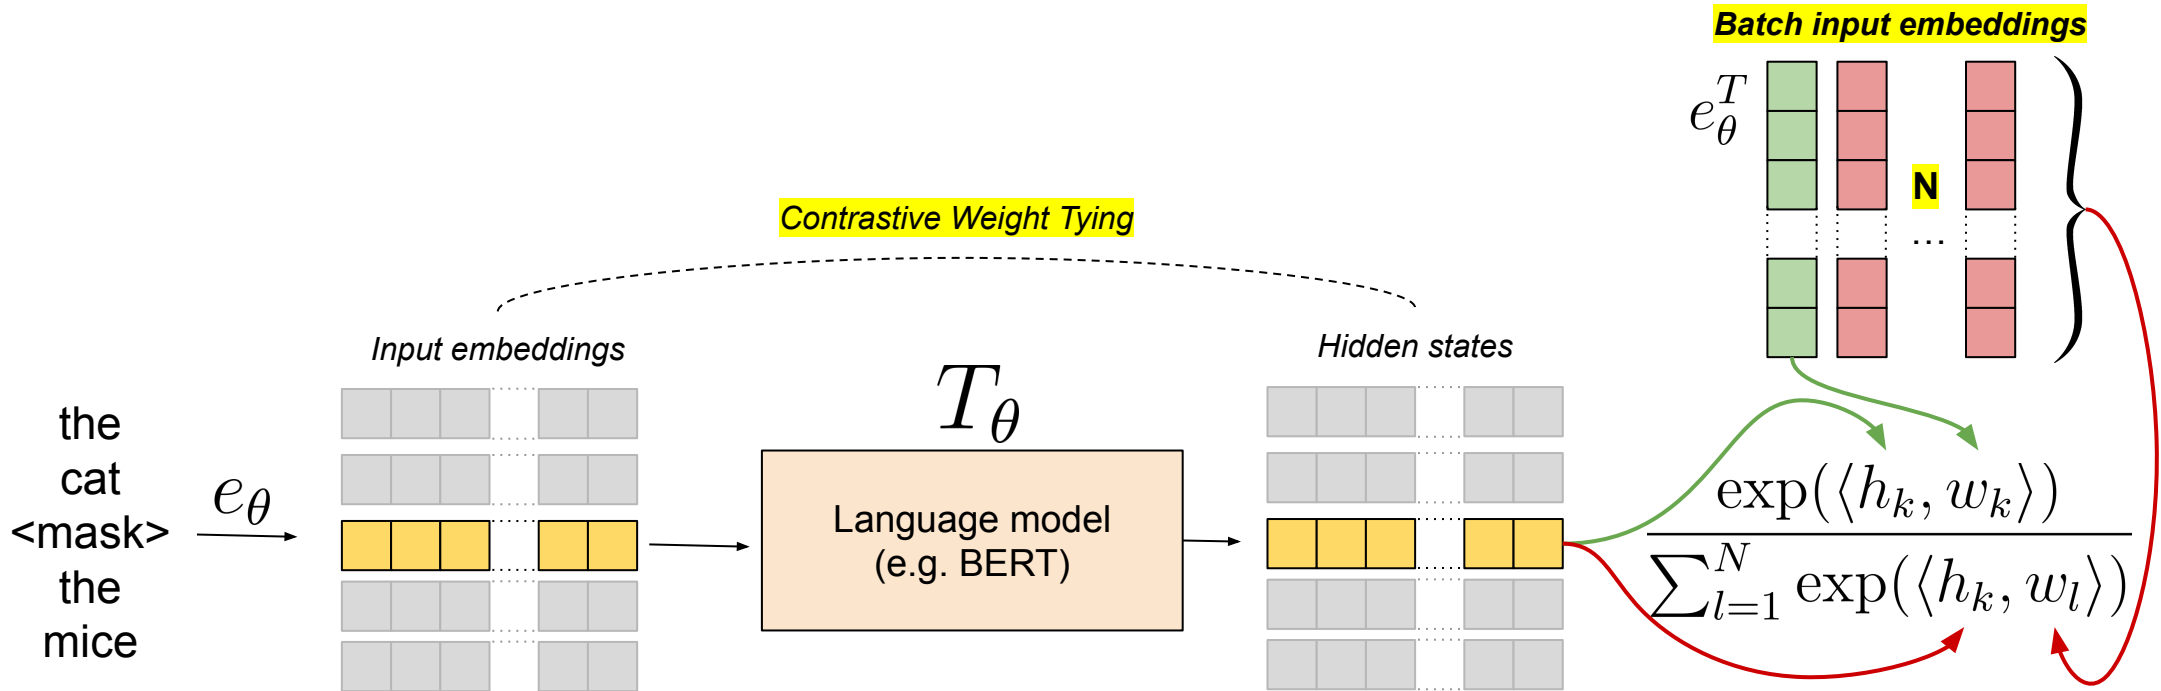 Batch input embeddings
e_θ^T
N
...
Contrastive Weight Tying
Input embeddings
Hidden states
T_θ
the
cat
<mask>
the
mice
e_θ
Language model
(e.g. BERT)
exp(⟨h_k, w_k⟩)
∑_{l=1}^N exp(⟨h_k, w_l⟩)